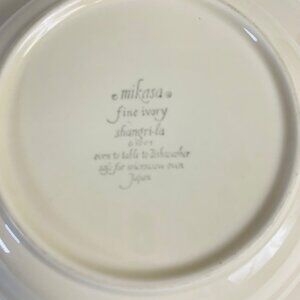 mikasa
fine ivory
shangri-la
oven to table to dishwasher
safe for microwave oven
Japan